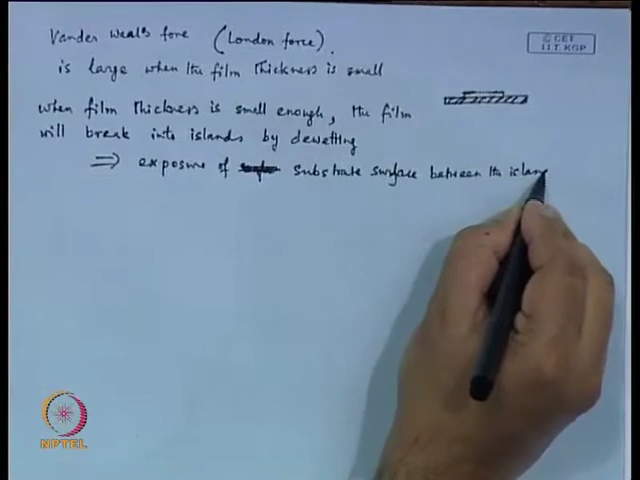 Vander Weal's force (London force).
is large when the film thickness is small
when film thickness is small enough, the film
will break into islands by dewetting
⇒ exposure of substrate surface between the islan
© CET
I.I.T. KGP
NPTEL